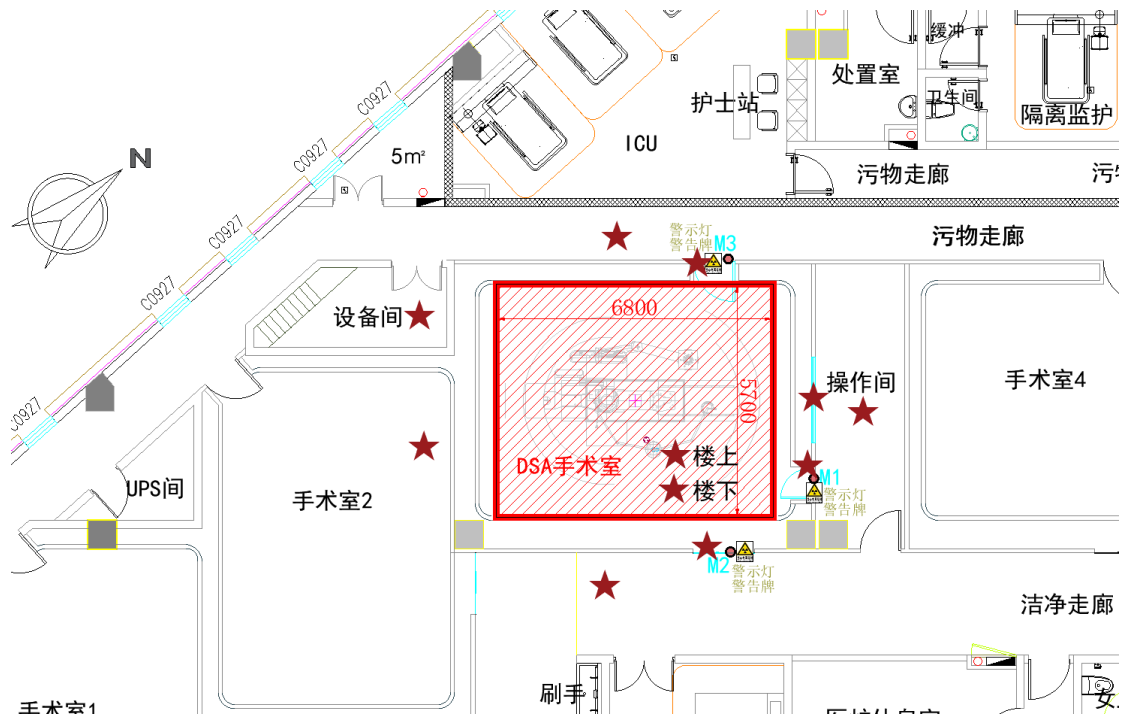 缓冲
处置室
护士站
卫生间
隔离监护
ICU
C0927
5㎡
C0927
污物走廊
N
C0927
警示灯
警告牌
M3
污物走廊
C0927
6800
设备间
操作间
手术室4
5700
C0927
楼上
DSA手术室
M1
UPS间
楼下
手术室2
警示灯
警告牌
M2
警示灯
警告牌
洁净走廊
刷手
手术室1